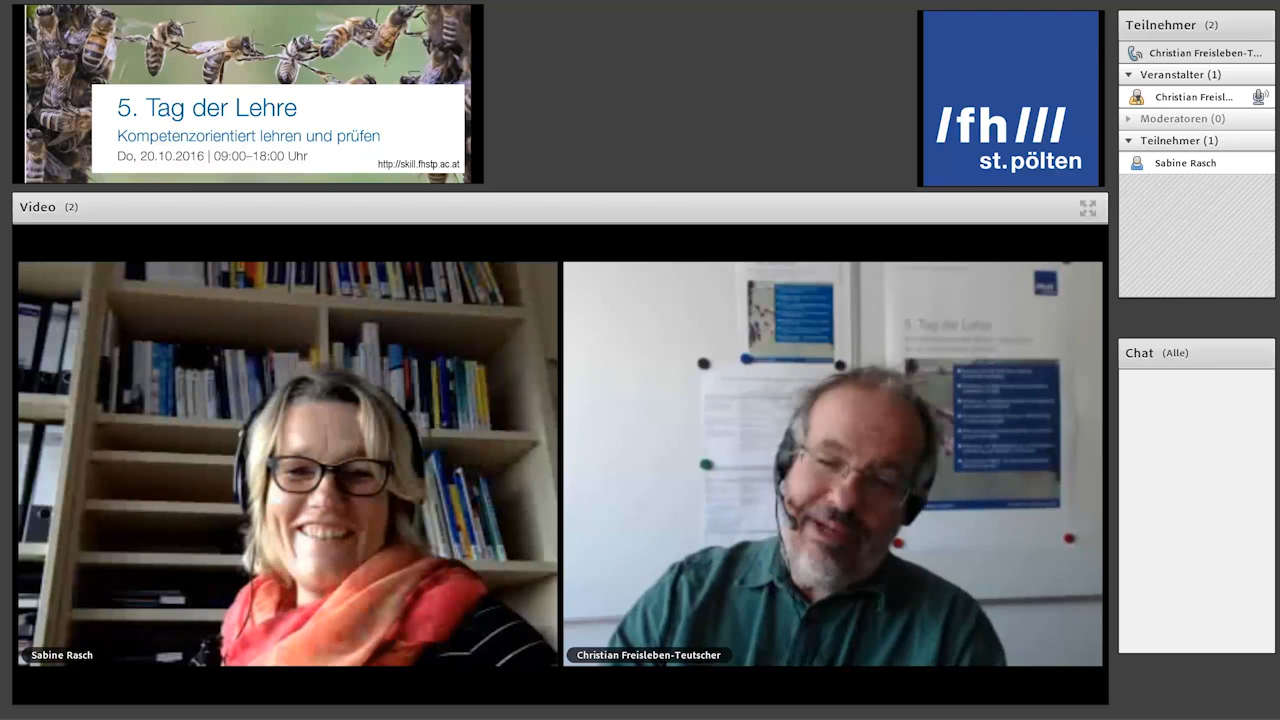 5. Tag der Lehre
Kompetenzorientiert lehren und prüfen
Do, 20.10.2016 | 09:00–18:00 Uhr
http://skill.fhstp.ac.at
/fh///
st.pölten
Video (2)
Sabine Rasch
5. Tag der Lehre
Christian Freisleben-Teutscher
Teilnehmer (2)
Christian Freisleben-T...
Veranstalter (1)
Christian Freisl...
Moderatoren (0)
Teilnehmer (1)
Sabine Rasch
Chat (Alle)